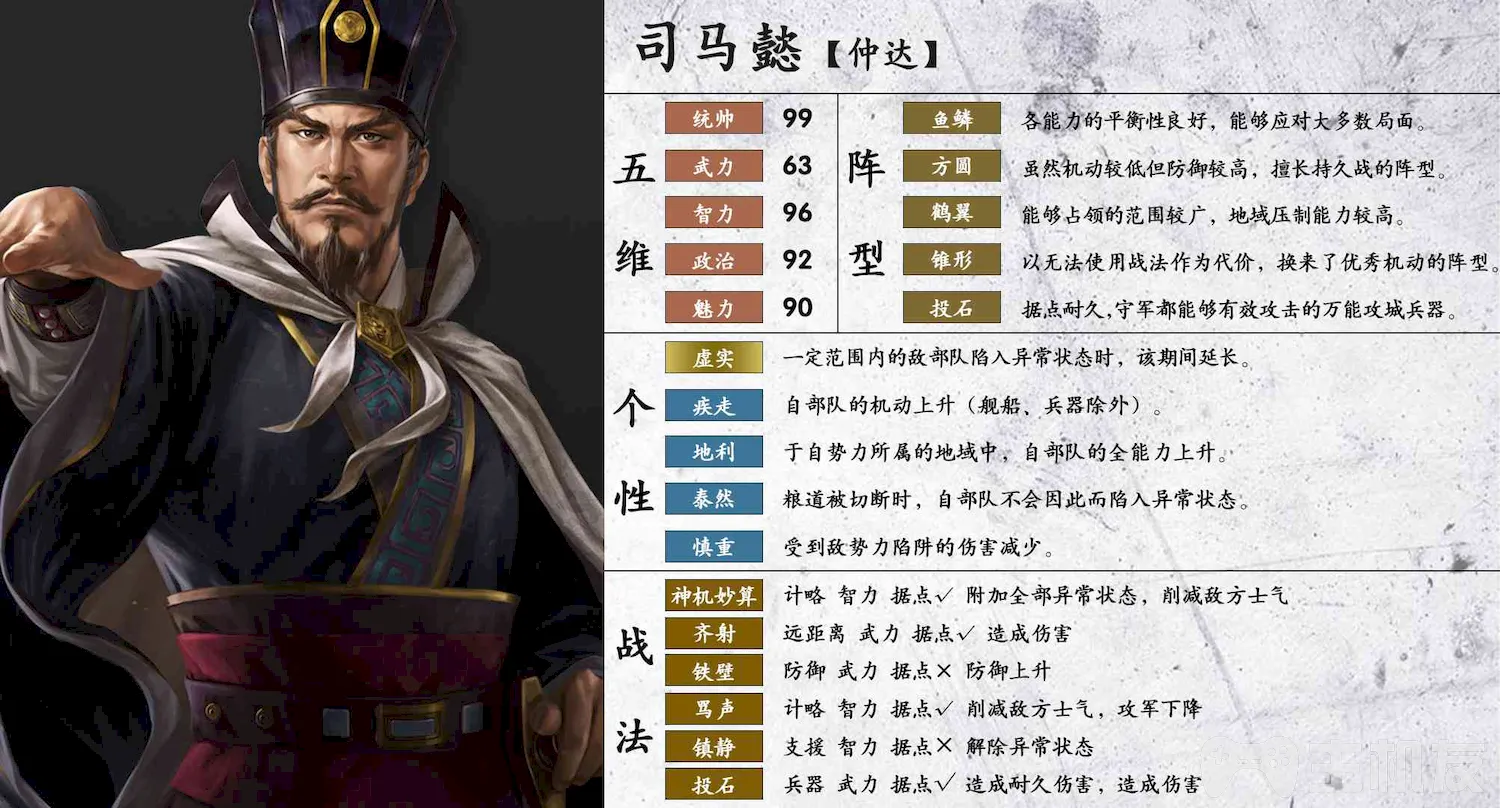 司马懿【仲达】
五维
统帅 99
武力 63
智力 96
政治 92
魅力 90
阵型
鱼鳞 各能力的平衡性良好，能够应对大多数局面。
方圆 虽然机动较低但防御较高，擅长持久战的阵型。
鹤翼 能够占领的范围较广，地域压制能力较高。
锥形 以无法使用战法作为代价，换来了优秀机动的阵型。
投石 据点耐久,守军都能够有效攻击的万能攻城兵器。
个性
虚实 一定范围内的敌部队陷入异常状态时，该期间延长。
疾走 自部队的机动上升（舰船、兵器除外）。
地利 于自势力所属的地域中，自部队的全能力上升。
泰然 粮道被切断时，自部队不会因此而陷入异常状态。
慎重 受到敌势力陷阱的伤害减少。
战法
神机妙算 计略 智力 据点✓ 附加全部异常状态，削减敌方士气
齐射 远距离 武力 据点✓ 造成伤害
铁壁 防御 武力 据点× 防御上升
骂声 计略 智力 据点✓ 削减敌方士气，攻军下降
镇静 支援 智力 据点× 解除异常状态
投石 兵器 武力 据点✓ 造成耐久伤害，造成伤害